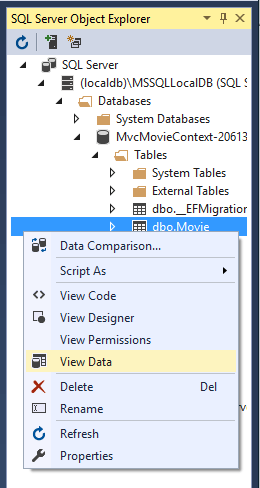 SQL Server Object Explorer
SQL Server
(localdb)\MSSQLLocalDB (SQL S
Databases
System Databases
MvcMovieContext-20613
Tables
System Tables
External Tables
dbo.__EFMigration
dbo.Movie
Data Comparison...
Script As
View Code
View Designer
View Permissions
View Data
Delete Del
Rename
Refresh
Properties